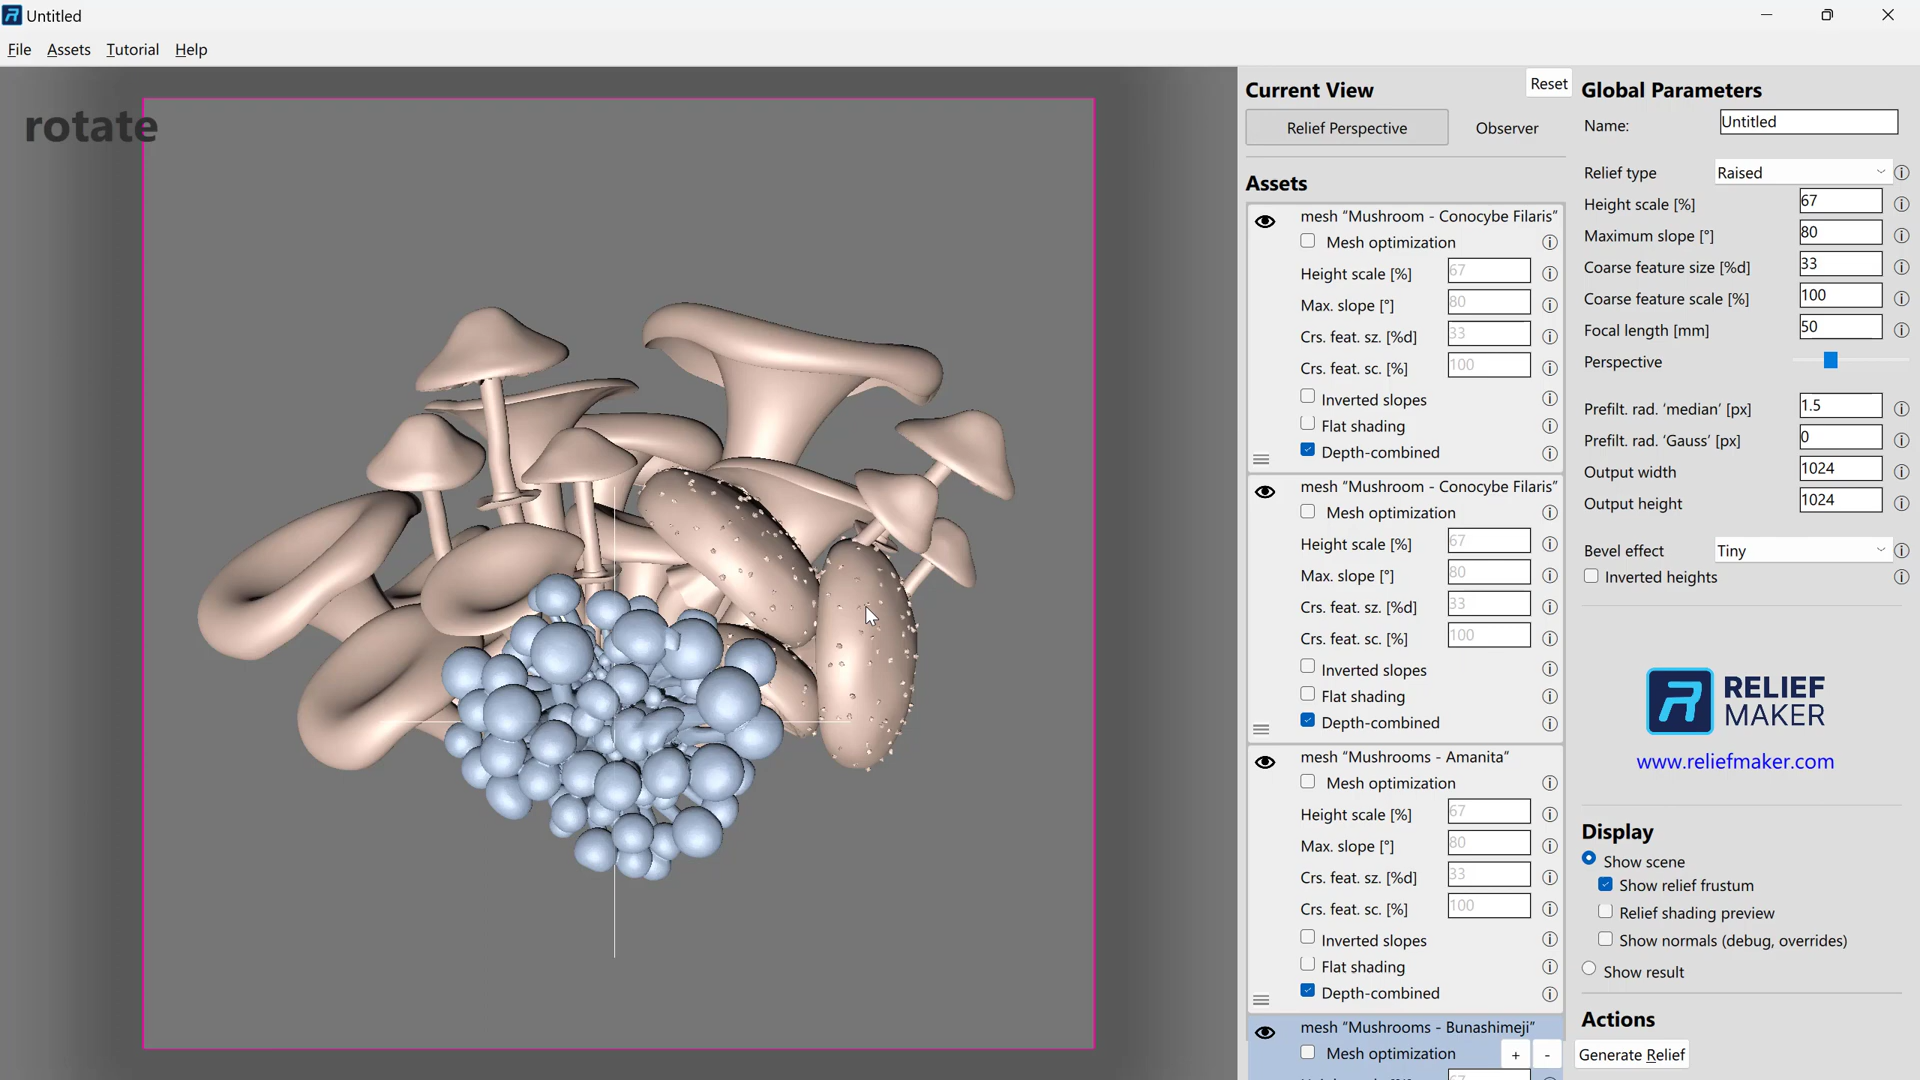 Untitled
File Assets Tutorial Help
rotate
Current View
Reset
Relief Perspective Observer
Assets
mesh “Mushroom - Conocybe Filaris”
Mesh optimization
Height scale [%] 67
Max. slope [°] 80
Crs. feat. sz. [%d] 33
Crs. feat. sc. [%] 100
Inverted slopes
Flat shading
Depth-combined
mesh “Mushroom - Conocybe Filaris”
Mesh optimization
Height scale [%] 67
Max. slope [°] 80
Crs. feat. sz. [%d] 33
Crs. feat. sc. [%] 100
Inverted slopes
Flat shading
Depth-combined
mesh “Mushrooms - Amanita”
Mesh optimization
Height scale [%] 67
Max. slope [°] 80
Crs. feat. sz. [%d] 33
Crs. feat. sc. [%] 100
Inverted slopes
Flat shading
Depth-combined
mesh “Mushrooms - Bunashimeji”
Mesh optimization + -
Global Parameters
Name: Untitled
Relief type Raised
Height scale [%] 67
Maximum slope [°] 80
Coarse feature size [%d] 33
Coarse feature scale [%] 100
Focal length [mm] 50
Perspective
Prefilt. rad. ‘median’ [px] 1.5
Prefilt. rad. ‘Gauss’ [px] 0
Output width 1024
Output height 1024
Bevel effect Tiny
Inverted heights
RELIEF
MAKER
www.reliefmaker.com
Display
Show scene
Show relief frustum
Relief shading preview
Show normals (debug, overrides)
Show result
Actions
Generate Relief